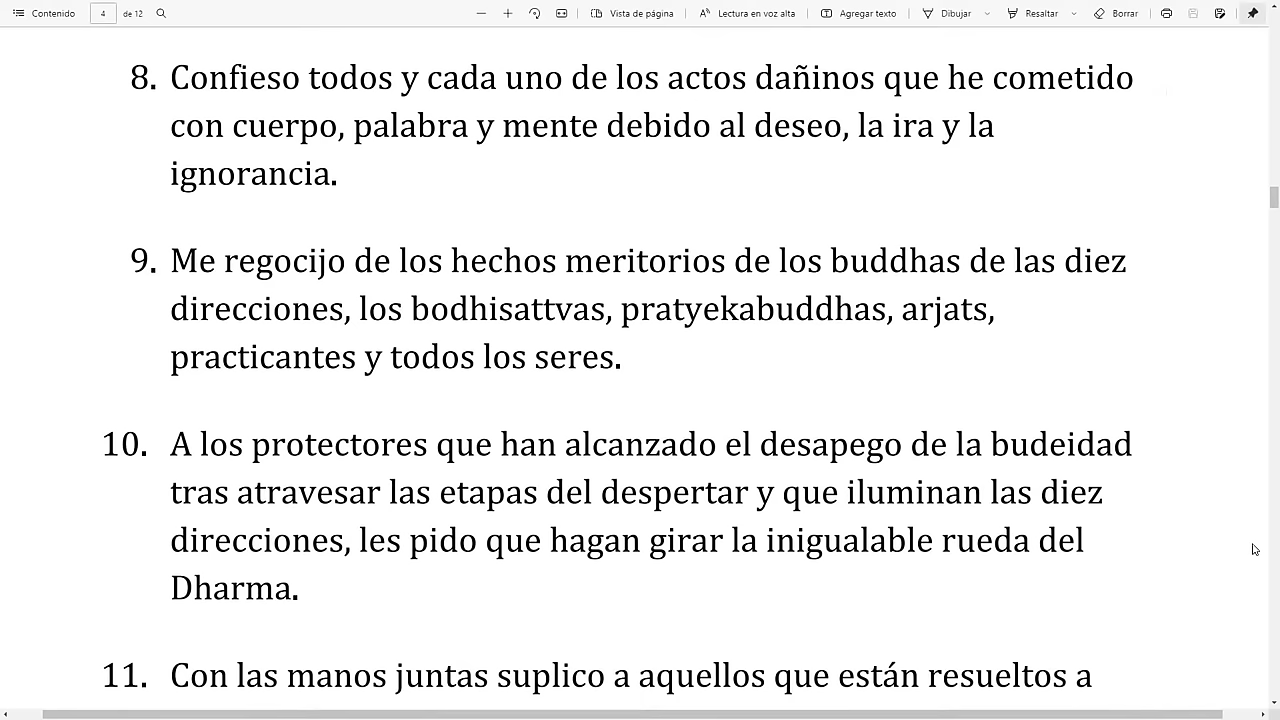 Contenido 4 de 12 Vista de página Lectura en voz alta Agregar texto Dibujar Resaltar Borrar
8. Confieso todos y cada uno de los actos dañinos que he cometido
con cuerpo, palabra y mente debido al deseo, la ira y la
ignorancia.
9. Me regocijo de los hechos meritorios de los buddhas de las diez
direcciones, los bodhisattvas, pratyekabuddhas, arjats,
practicantes y todos los seres.
10. A los protectores que han alcanzado el desapego de la budeidad
tras atravesar las etapas del despertar y que iluminan las diez
direcciones, les pido que hagan girar la inigualable rueda del
Dharma.
11. Con las manos juntas suplico a aquellos que están resueltos a